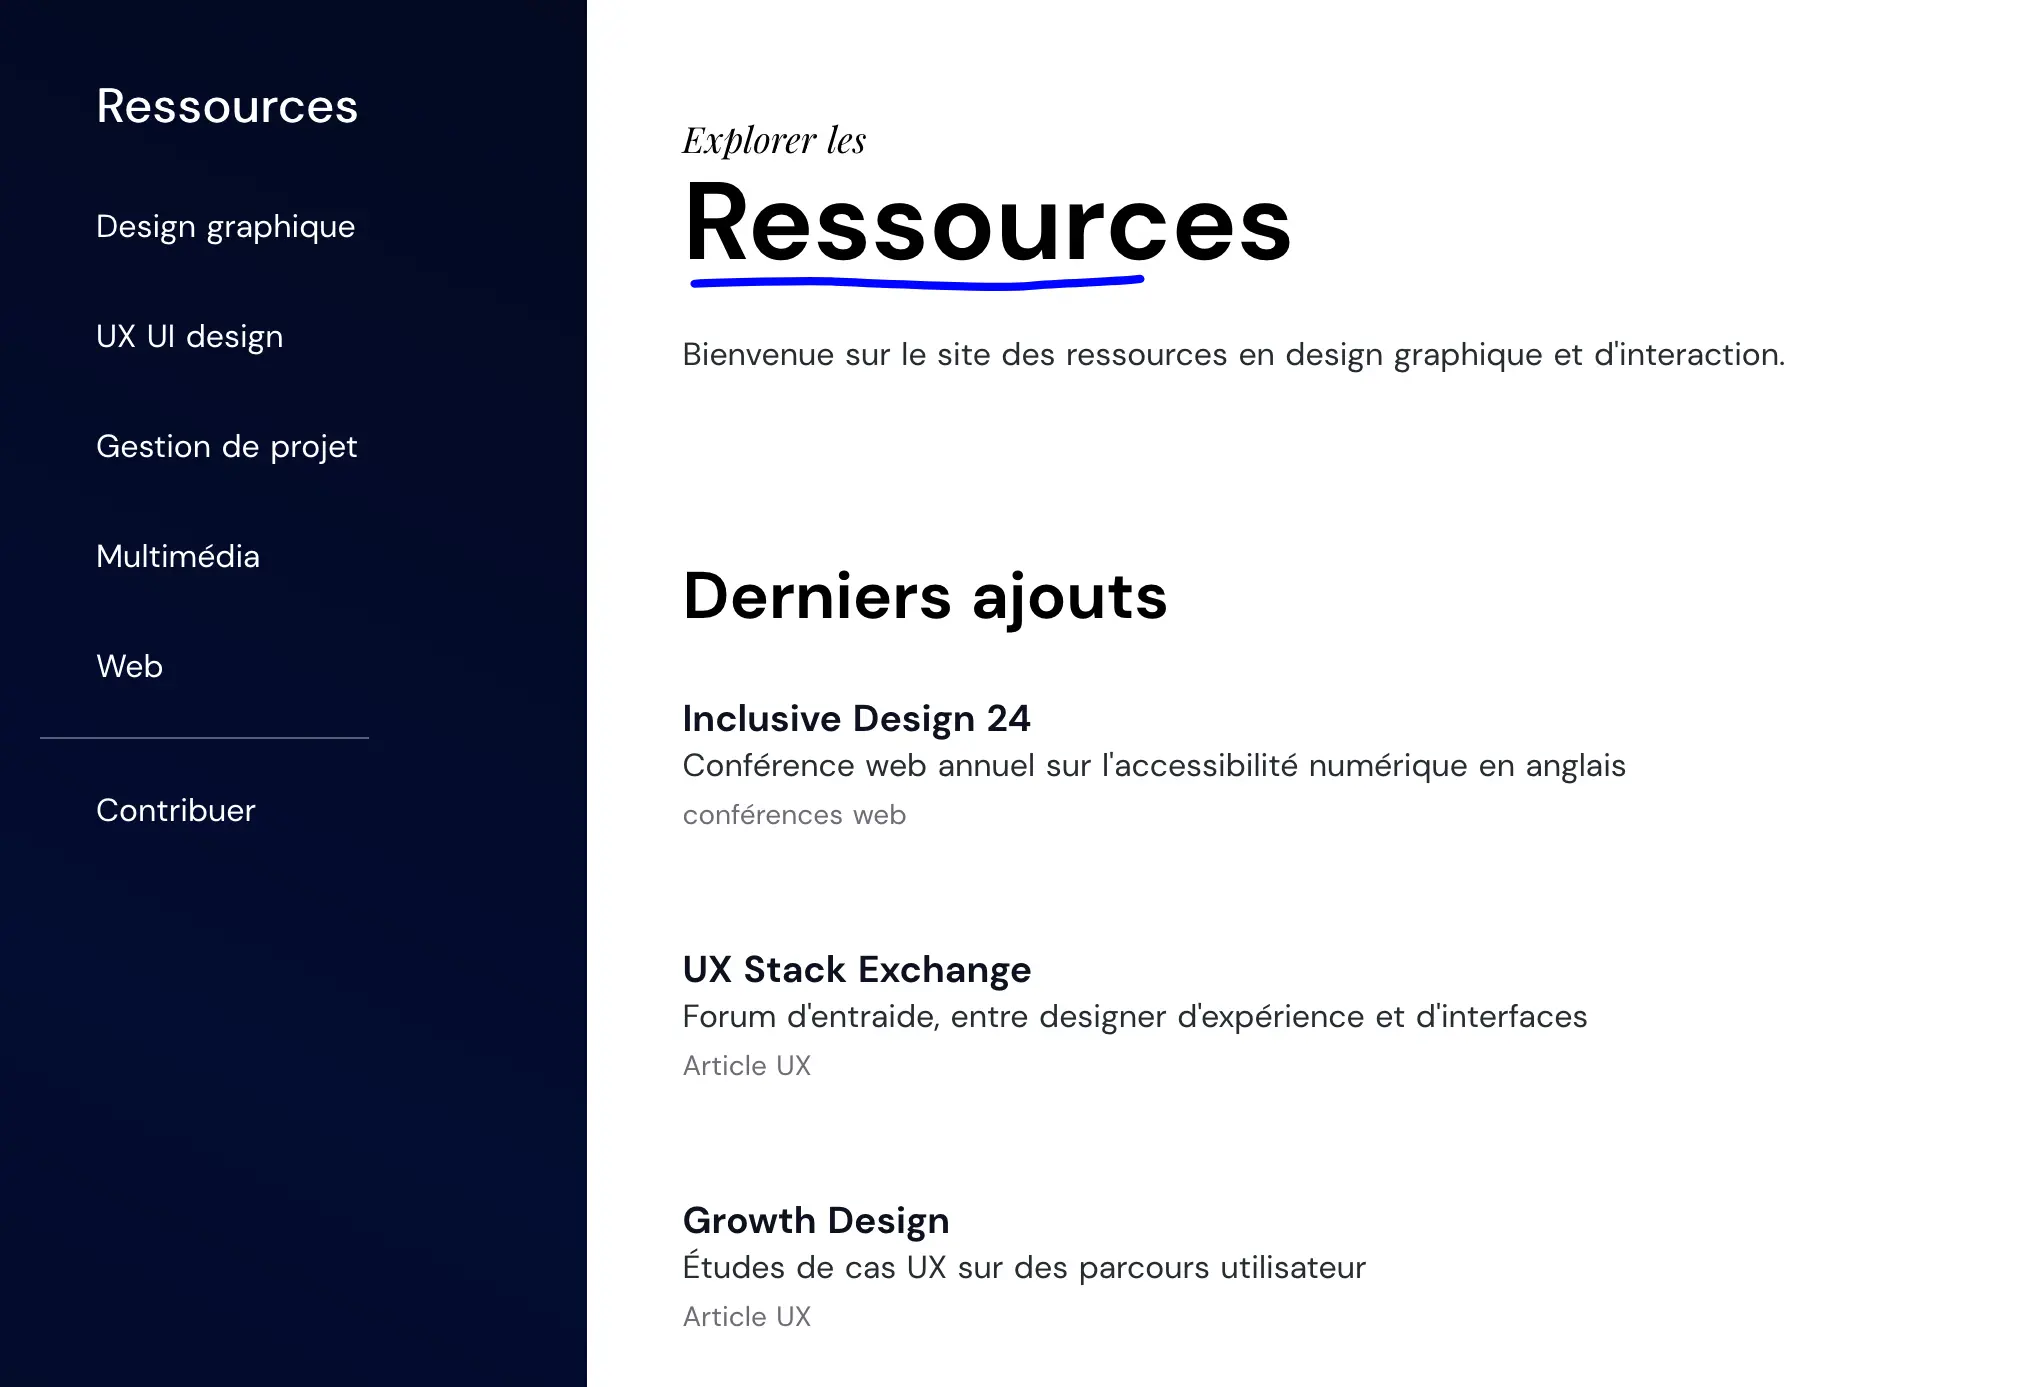 Ressources
Design graphique
UX UI design
Gestion de projet
Multimédia
Web
Contribuer
Explorer les
Ressources
Bienvenue sur le site des ressources en design graphique et d'interaction.
Derniers ajouts
Inclusive Design 24
Conférence web annuel sur l'accessibilité numérique en anglais
conférences web
UX Stack Exchange
Forum d'entraide, entre designer d'expérience et d'interfaces
Article UX
Growth Design
Études de cas UX sur des parcours utilisateur
Article UX